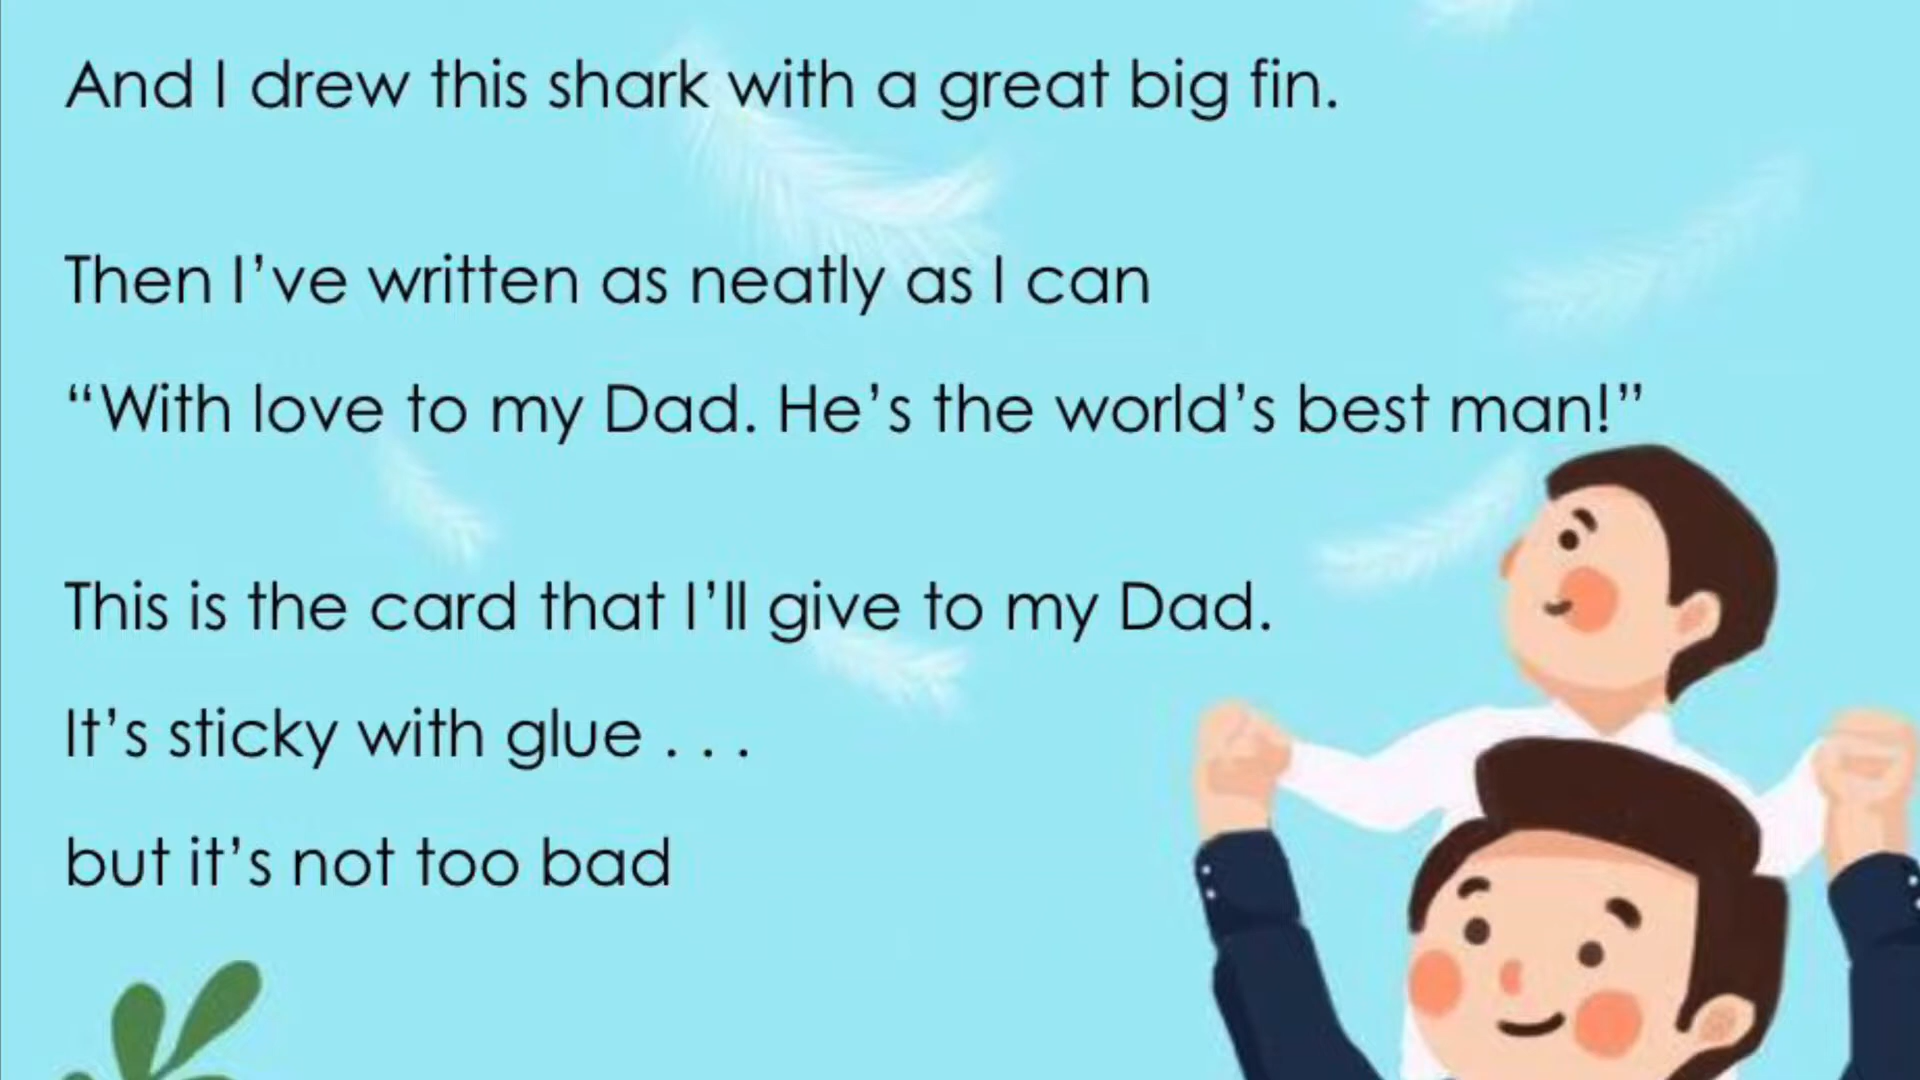 And I drew this shark with a great big fin.
Then I’ve written as neatly as I can
“With love to my Dad. He’s the world’s best man!”
This is the card that I’ll give to my Dad.
It’s sticky with glue . . .
but it’s not too bad